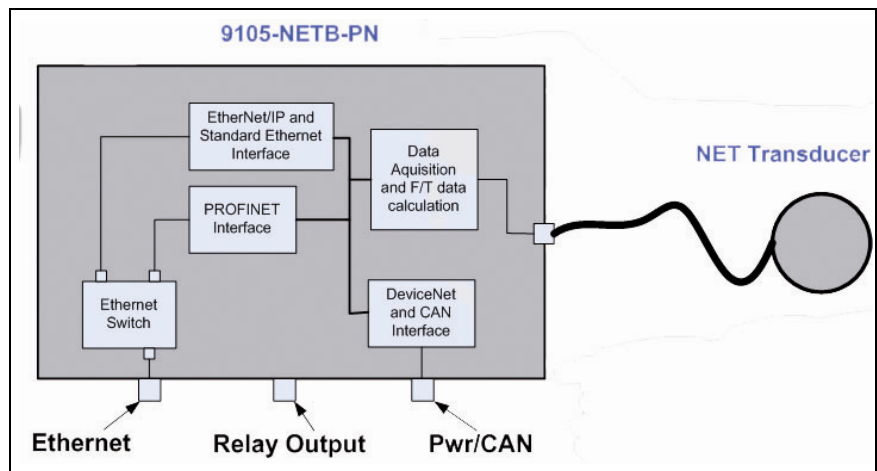 9105-NETB-PN
EtherNet/IP and
Standard Ethernet
Interface
Data
Aquisition
and F/T data
calculation
NET Transducer
PROFINET
Interface
Ethernet
Switch
DeviceNet
and CAN
Interface
Ethernet
Relay Output
Pwr/CAN